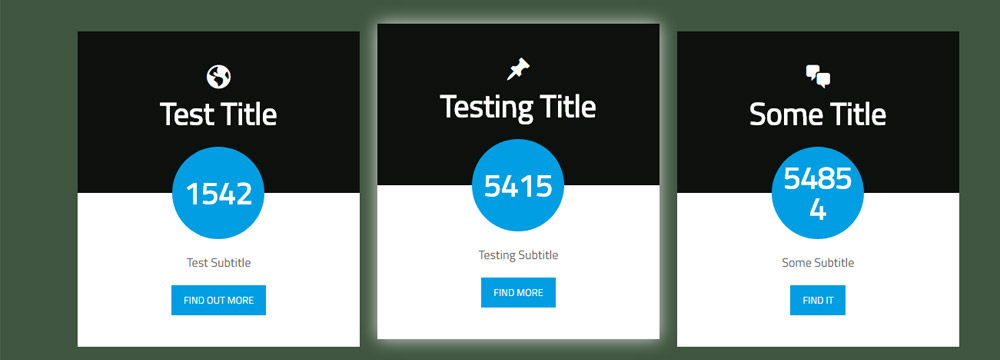 Test Title
1542
Test Subtitle
FIND OUT MORE
Testing Title
5415
Testing Subtitle
FIND MORE
Some Title
5485
4
Some Subtitle
FIND IT